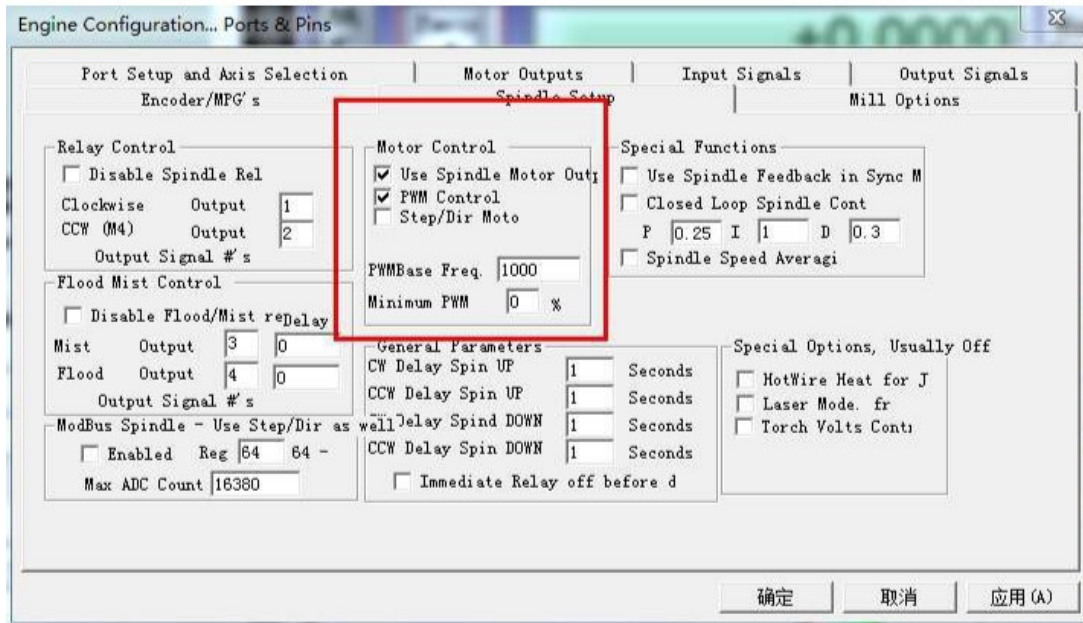 Engine Configuration... Ports & Pins
+0.0000
Port Setup and Axis Selection
Motor Outputs
Input Signals
Output Signals
Encoder/MPG's
Spindle Setup
Mill Options
Relay Control
Disable Spindle Rel
Clockwise Output 1
CCW (M4) Output 2
Output Signal #'s
Flood Mist Control
Disable Flood/Mist re Delay
Mist Output 3 0
Flood Output 4 0
Output Signal #'s
ModBus Spindle - Use Step/Dir as well
Enabled Reg 64 64 -
Max ADC Count 16380
Motor Control
Use Spindle Motor Outp
PWM Control
Step/Dir Moto
PWMBase Freq. 1000
Minimum PWM 0 %
General Parameters
CW Delay Spin UP 1 Seconds
CCW Delay Spin UP 1 Seconds
Delay Spind DOWN 1 Seconds
CCW Delay Spin DOWN 1 Seconds
Immediate Relay off before d
Special Functions
Use Spindle Feedback in Sync M
Closed Loop Spindle Cont
P 0.25 I 1 D 0.3
Spindle Speed Averagi
Special Options, Usually Off
HotWire Heat for J
Laser Mode. fr
Torch Volts Conti
确定
取消
应用(A)